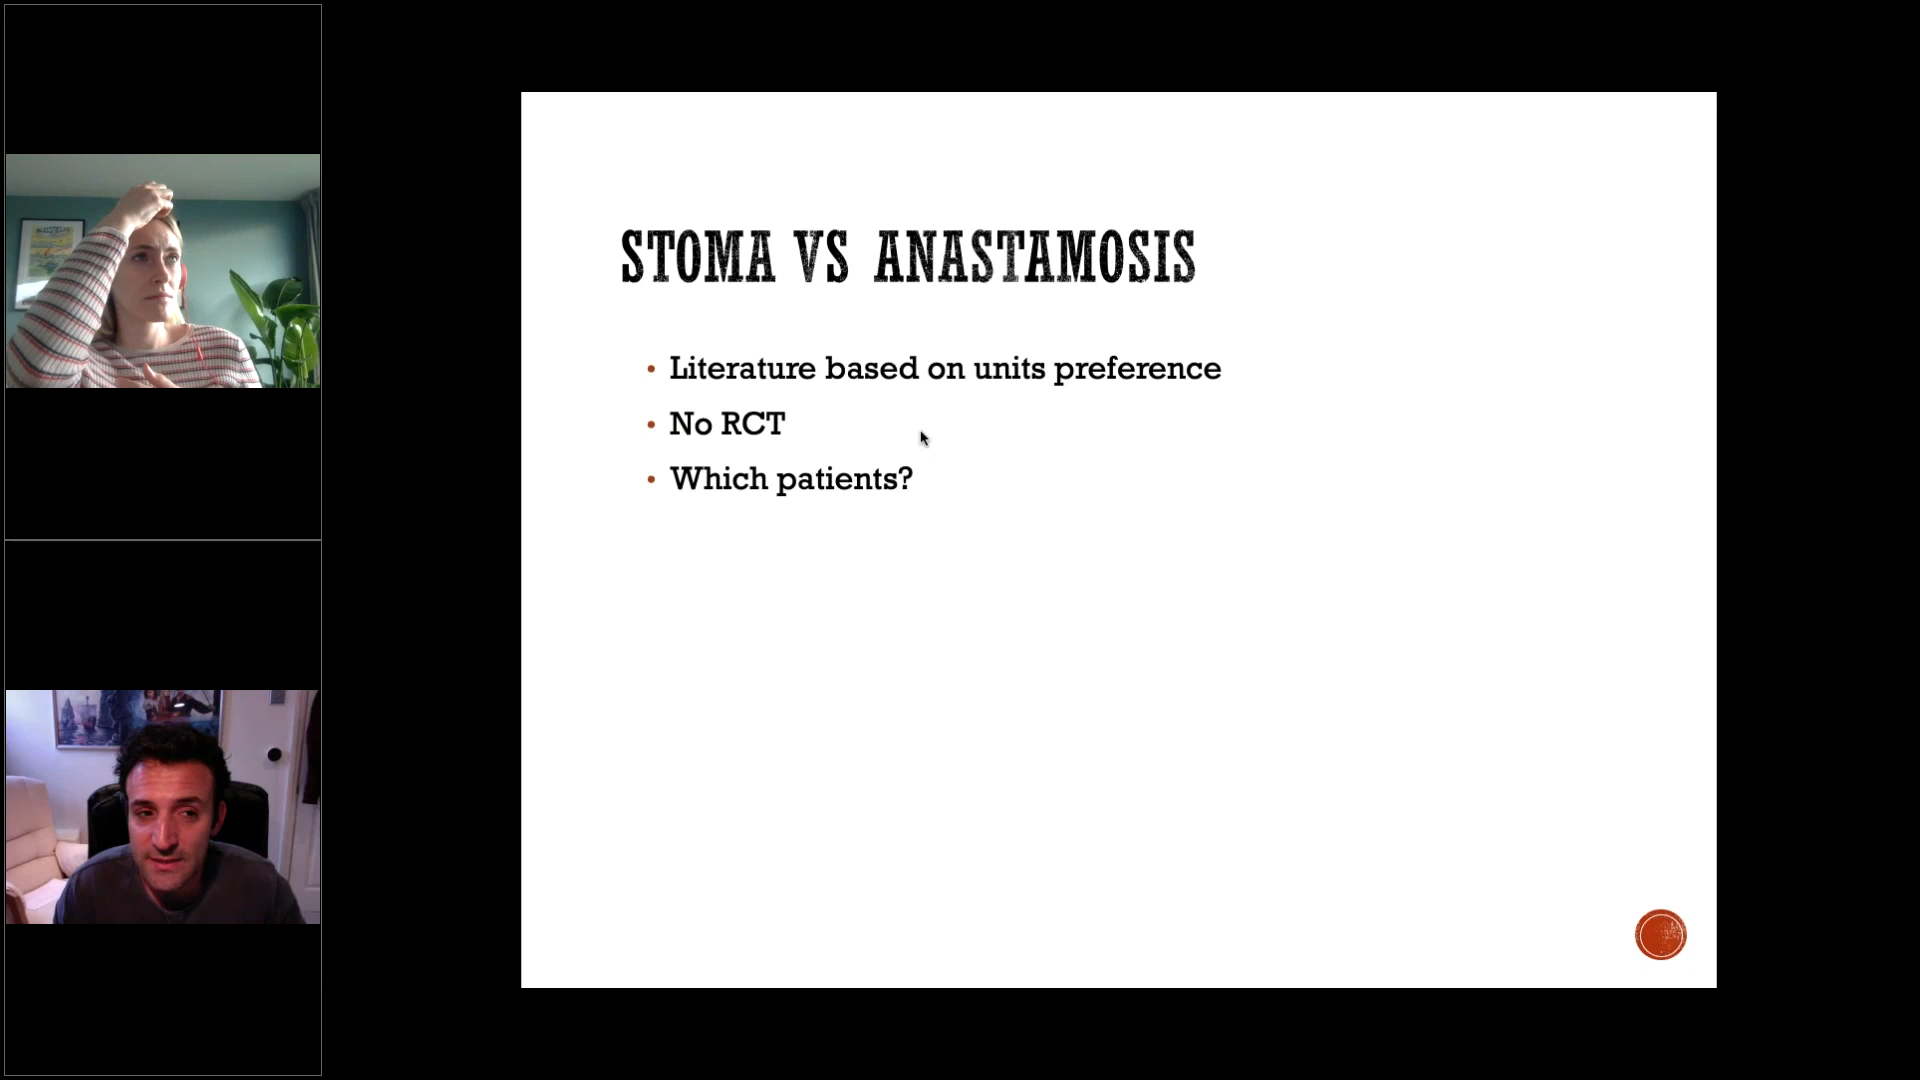 STOMA VS ANASTAMOSIS
• Literature based on units preference
• No RCT
• Which patients?